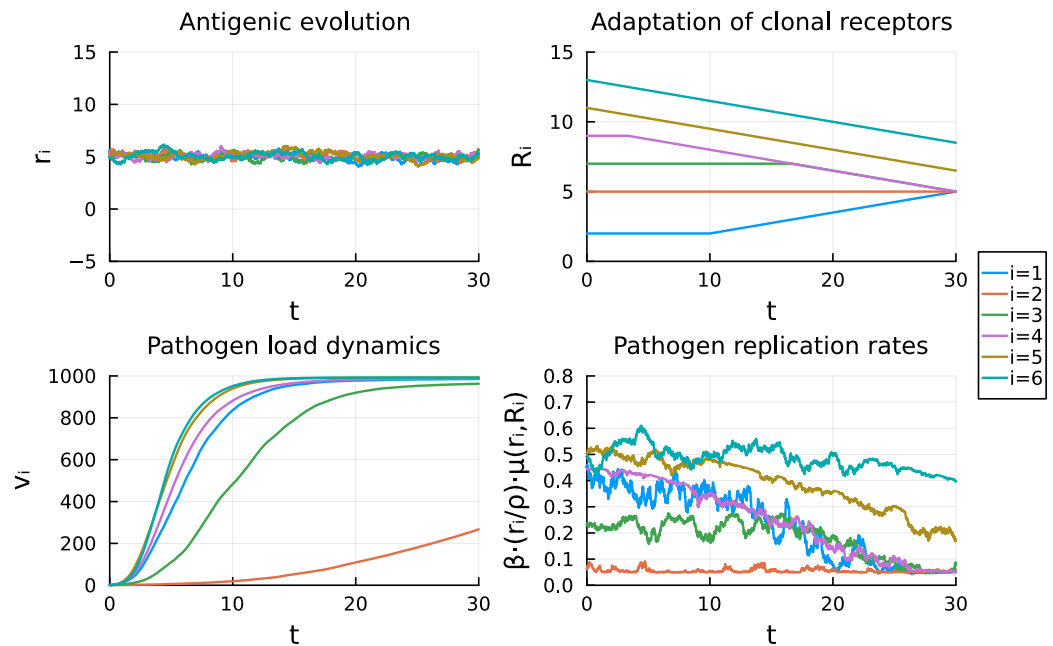 Antigenic evolution
15
10
5
0
−5
0
10
20
30
rᵢ
t
Adaptation of clonal receptors
15
10
5
0
0
10
20
30
Rᵢ
t
i=1
i=2
i=3
i=4
i=5
i=6
Pathogen load dynamics
1000
800
600
400
200
0
0
10
20
30
vᵢ
t
Pathogen replication rates
0.8
0.7
0.6
0.5
0.4
0.3
0.2
0.1
0.0
0
10
20
30
β·(rᵢ/ρ)·μ(rᵢ,Rᵢ)
t